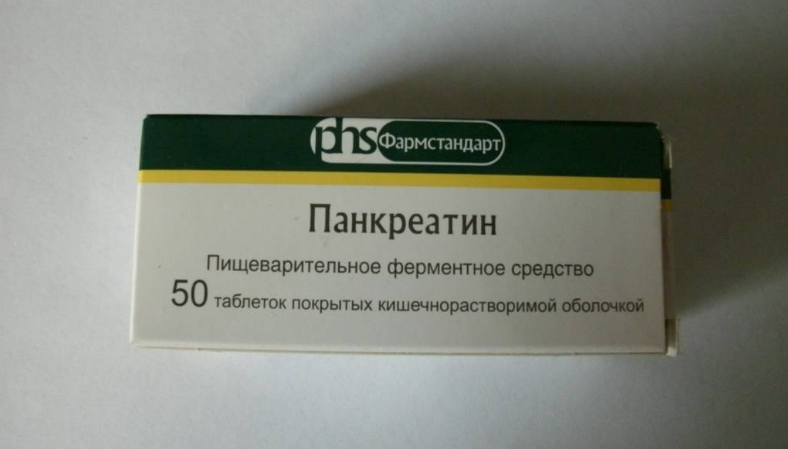 phs Фармстандарт
Панкреатин
Пищеварительное ферментное средство
50 таблеток покрытых кишечнорастворимой оболочкой